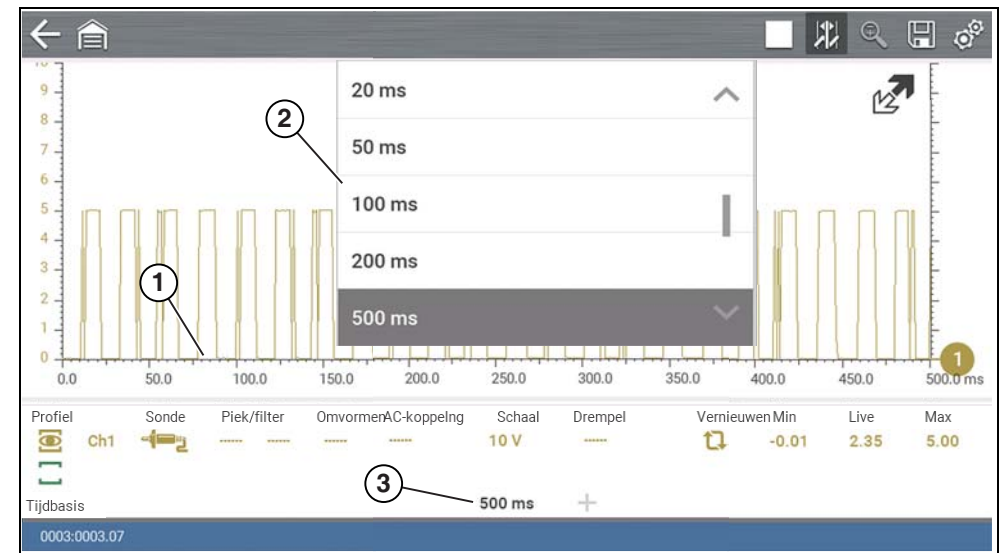 20 ms
50 ms
100 ms
200 ms
500 ms
2
1
3
10
9
8
7
6
5
4
3
2
1
0
0.0 50.0 100.0 150.0 200.0 250.0 300.0 350.0 400.0 450.0 500.0 ms
1
Profiel Sonde Piek/filter Omvormen AC-koppelng Schaal Drempel Vernieuwen Min Live Max
Ch1 ----- ----- ----- ----- 10 V ----- -0.01 2.35 5.00
Tijdbasis 500 ms +
0003:0003.07